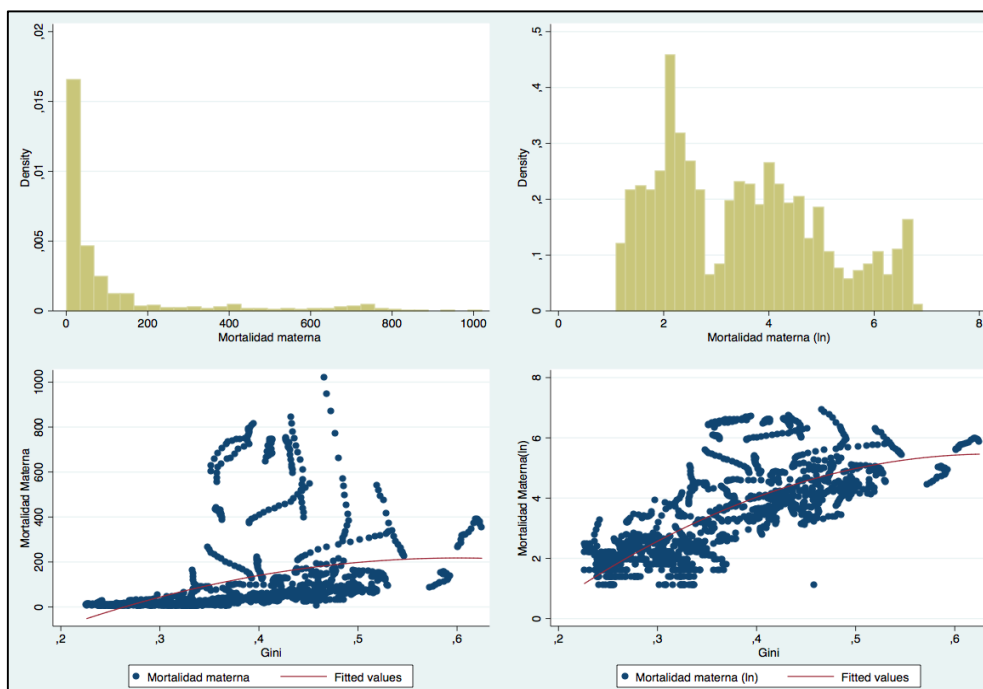 ,02
,015
,01
,005
0
Density
0 200 400 600 800 1000
Mortalidad materna
,5
,4
,3
,2
,1
0
Density
0 2 4 6 8
Mortalidad materna (ln)
1000
800
600
400
200
0
Mortalidad Materna
,2 ,3 ,4 ,5 ,6
Gini
Mortalidad materna Fitted values
8
6
4
2
0
Mortalidad Materna(ln)
,2 ,3 ,4 ,5 ,6
Gini
Mortalidad materna (ln) Fitted values